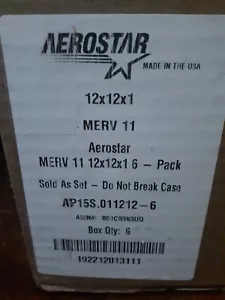 AEROSTAR
MADE IN THE USA
12x12x1
MERV 11
Aerostar
MERV 11 12x12x1 6 - Pack
Sold As Set - Do Not Break Case
AP15S.011212-6
Box Qty: 6
192212013111